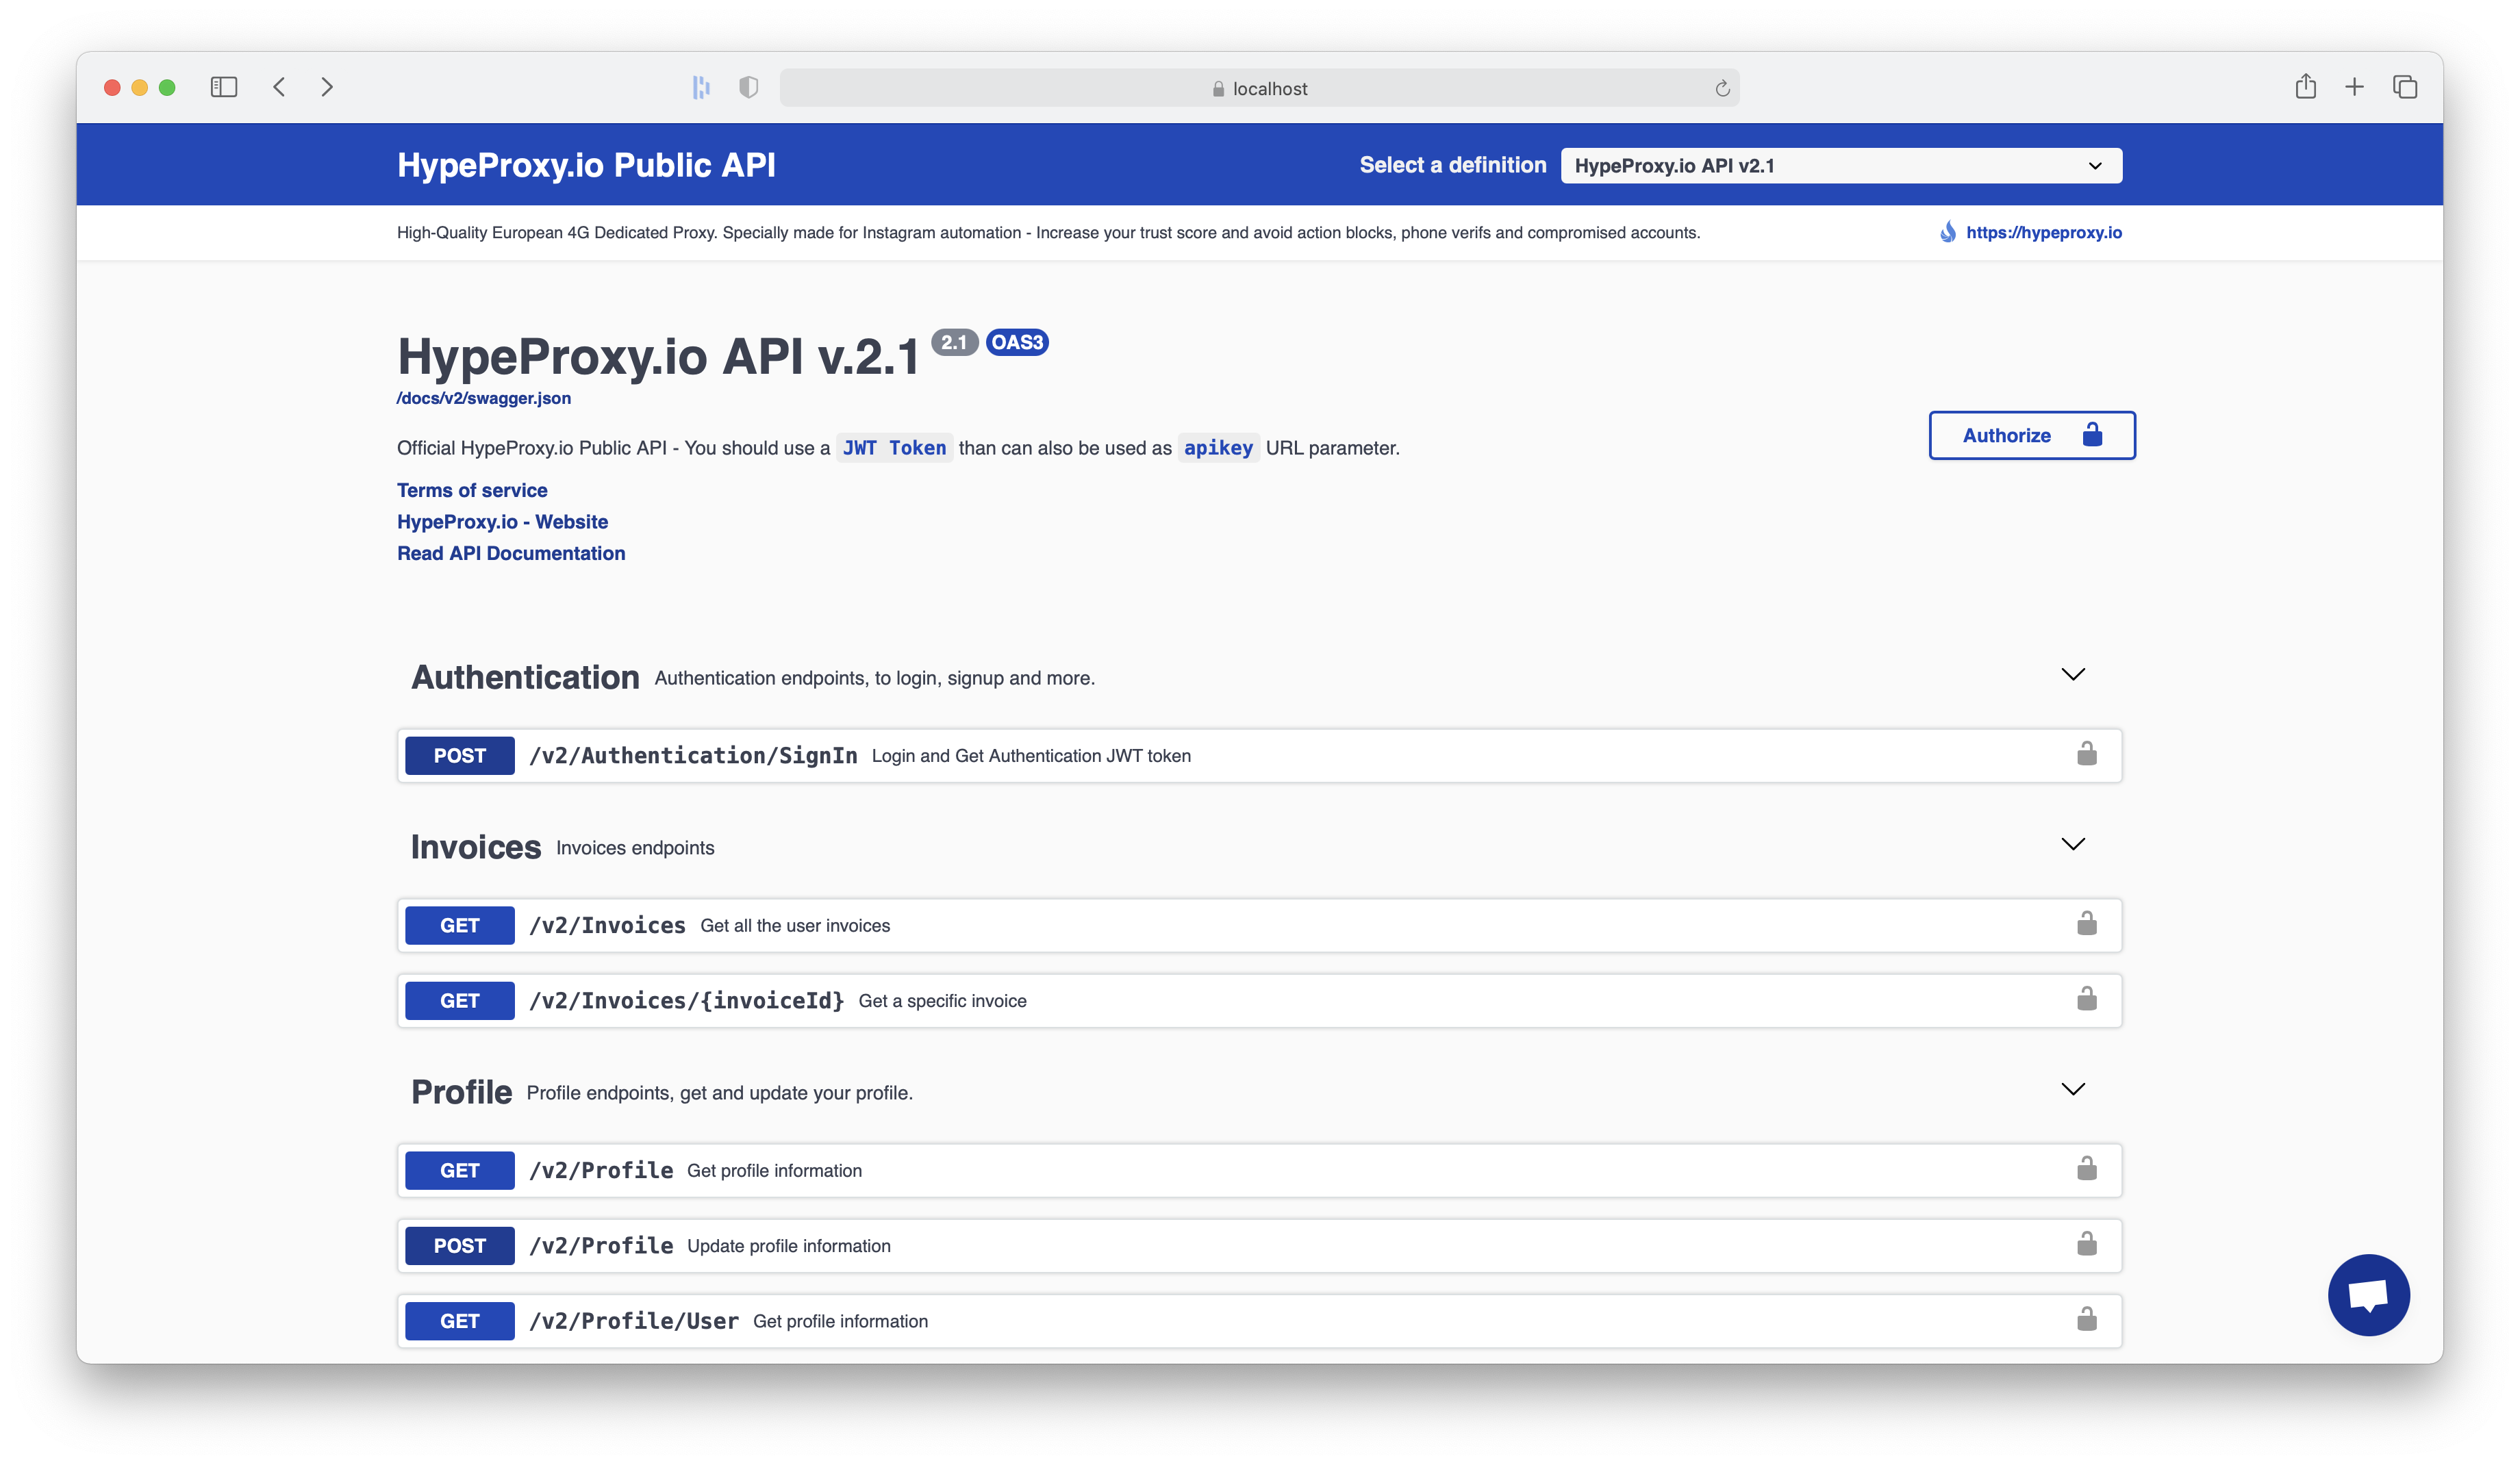 localhost
HypeProxy.io Public API
Select a definition
HypeProxy.io API v2.1
High-Quality European 4G Dedicated Proxy. Specially made for Instagram automation - Increase your trust score and avoid action blocks, phone verifs and compromised accounts.
https://hypeproxy.io
HypeProxy.io API v.2.1 2.1 OAS3
/docs/v2/swagger.json
Official HypeProxy.io Public API - You should use a JWT Token than can also be used as apikey URL parameter.
Authorize
Terms of service
HypeProxy.io - Website
Read API Documentation
Authentication Authentication endpoints, to login, signup and more.
POST /v2/Authentication/SignIn Login and Get Authentication JWT token
Invoices Invoices endpoints
GET /v2/Invoices Get all the user invoices
GET /v2/Invoices/{invoiceId} Get a specific invoice
Profile Profile endpoints, get and update your profile.
GET /v2/Profile Get profile information
POST /v2/Profile Update profile information
GET /v2/Profile/User Get profile information